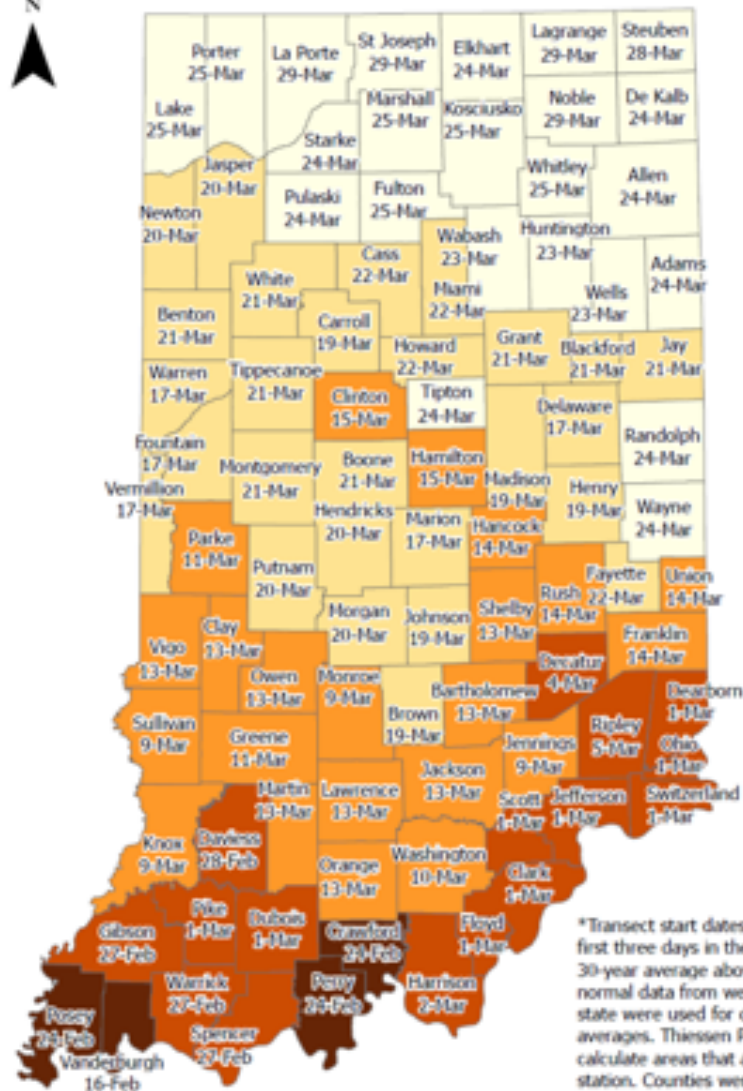 N
Porter
25-Mar
La Porte
29-Mar
St Joseph
29-Mar
Elkhart
24-Mar
Lagrange
29-Mar
Steuben
28-Mar
Lake
25-Mar
Marshall
25-Mar
Kosciusko
25-Mar
Noble
29-Mar
De Kalb
24-Mar
Starke
24-Mar
Jasper
20-Mar
Pulaski
24-Mar
Fulton
25-Mar
Whitley
25-Mar
Allen
24-Mar
Newton
20-Mar
White
21-Mar
Cass
22-Mar
Wabash
23-Mar
Huntington
23-Mar
Miami
22-Mar
Wells
23-Mar
Adams
24-Mar
Benton
21-Mar
Carroll
19-Mar
Howard
22-Mar
Grant
21-Mar
Blackford
21-Mar
Jay
21-Mar
Warren
17-Mar
Tippecanoe
21-Mar
Clinton
15-Mar
Tipton
24-Mar
Delaware
17-Mar
Randolph
24-Mar
Fountain
17-Mar
Montgomery
21-Mar
Boone
21-Mar
Hamilton
15-Mar
Madison
19-Mar
Henry
19-Mar
Wayne
24-Mar
Vermillion
17-Mar
Parke
11-Mar
Hendricks
20-Mar
Marion
17-Mar
Hancock
14-Mar
Putnam
20-Mar
Rush
14-Mar
Fayette
22-Mar
Union
14-Mar
Morgan
20-Mar
Johnson
19-Mar
Shelby
13-Mar
Franklin
14-Mar
Vigo
13-Mar
Clay
13-Mar
Owen
13-Mar
Monroe
9-Mar
Brown
19-Mar
Bartholomew
13-Mar
Decatur
4-Mar
Dearborn
1-Mar
Sullivan
9-Mar
Greene
11-Mar
Jennings
9-Mar
Ripley
5-Mar
Ohio
1-Mar
Martin
13-Mar
Lawrence
13-Mar
Jackson
13-Mar
Scott
1-Mar
Jefferson
1-Mar
Switzerland
1-Mar
Knox
9-Mar
Daviess
28-Feb
Orange
13-Mar
Washington
10-Mar
Clark
1-Mar
Gibson
27-Feb
Pike
1-Mar
Dubois
1-Mar
Crawford
Floyd
1-Mar
Harrison
2-Mar
Posey
24-Feb
Vanderburgh
16-Feb
Warrick
27-Feb
Spencer
27-Feb
Perry
24-Feb
*Transect start dates
first three days in the
30-year average abov
normal data from we
state were used for c
averages. Thiessen P
calculate areas that a
station. Counties wer